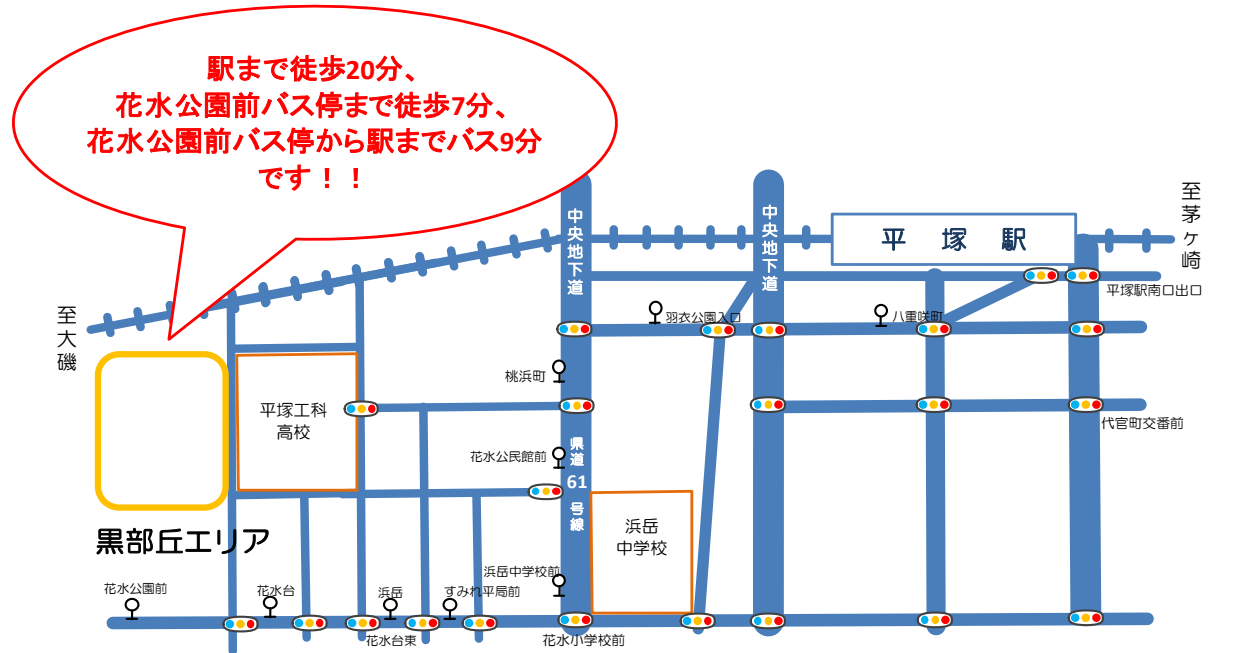 駅まで徒歩20分、
花水公園前バス停まで徒歩7分、
花水公園前バス停から駅までバス9分
です！！
至茅ケ崎
中央地下道
中央地下道
平塚駅
平塚駅南口出口
至大磯
羽衣公園入口
八重咲町
桃浜町
平塚工科
高校
代官町交番前
花水公民館前
県道61号線
浜岳
中学校
黒部丘エリア
浜岳中学校前
花水公園前
花水台
浜岳
すみれ平局前
花水台東
花水小学校前